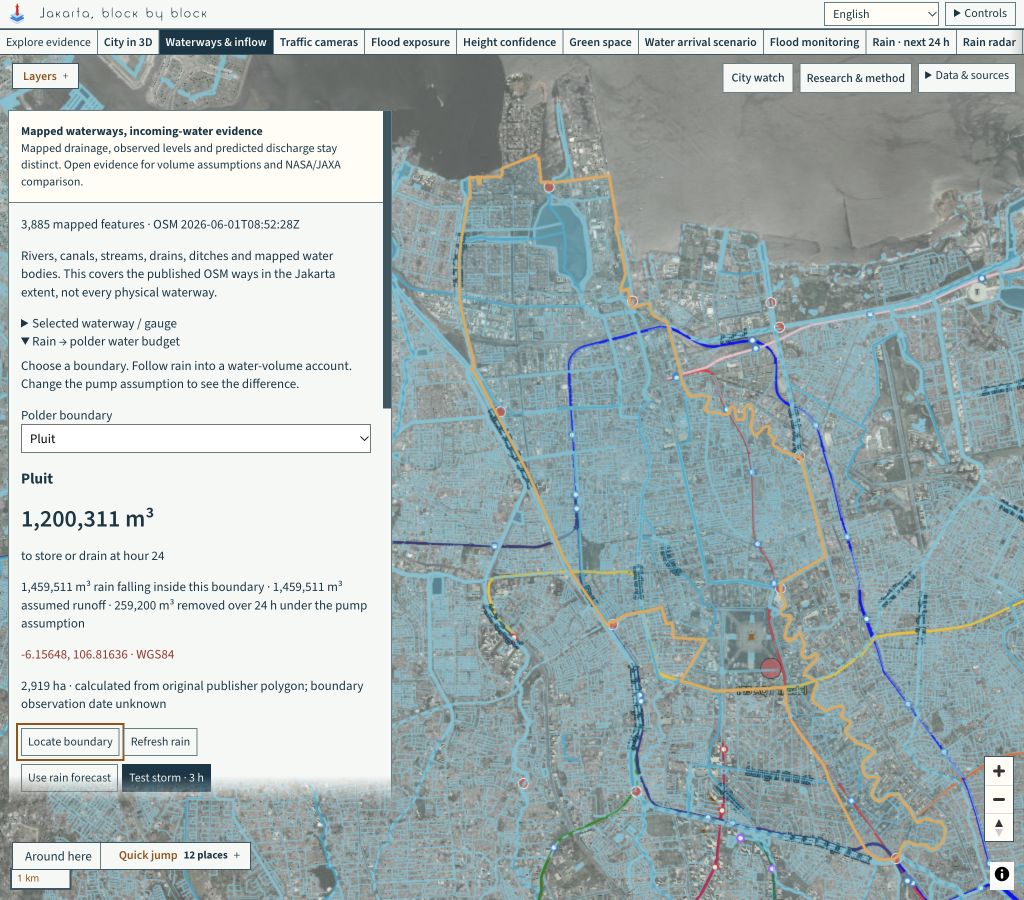 Jakarta, block by block
English
▶ Controls
Explore evidence
City in 3D
Waterways & inflow
Traffic cameras
Flood exposure
Height confidence
Green space
Water arrival scenario
Flood monitoring
Rain · next 24 h
Rain radar
Layers +
City watch
Research & method
▶ Data & sources
Mapped waterways, incoming-water evidence
Mapped drainage, observed levels and predicted discharge stay
distinct. Open evidence for volume assumptions and NASA/JAXA
comparison.
3,885 mapped features · OSM 2026-06-01T08:52:28Z
Rivers, canals, streams, drains, ditches and mapped water
bodies. This covers the published OSM ways in the Jakarta
extent, not every physical waterway.
▶ Selected waterway / gauge
▼ Rain → polder water budget
Choose a boundary. Follow rain into a water-volume account.
Change the pump assumption to see the difference.
Polder boundary
Pluit
Pluit
1,200,311 m³
to store or drain at hour 24
1,459,511 m³ rain falling inside this boundary · 1,459,511 m³
assumed runoff · 259,200 m³ removed over 24 h under the pump
assumption
-6.15648, 106.81636 · WGS84
2,919 ha · calculated from original publisher polygon; boundary
observation date unknown
Locate boundary
Refresh rain
Use rain forecast
Test storm · 3 h
Around here
Quick jump 12 places +
1 km